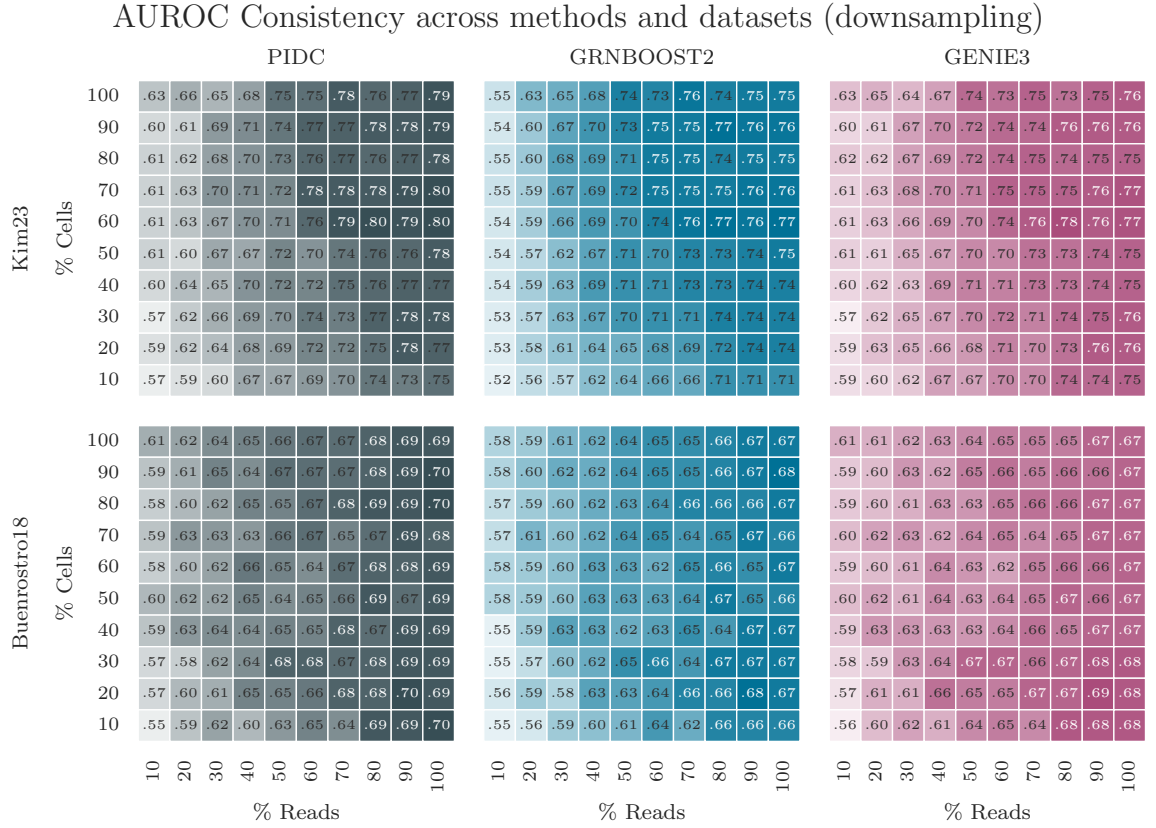 AUROC Consistency across methods and datasets (downsampling)
PIDC GRNBOOST2 GENIE3
Kim23
% Cells
100 .63 .66 .65 .68 .75 .75 .78 .76 .77 .79 .55 .63 .65 .68 .74 .73 .76 .74 .75 .75 .63 .65 .64 .67 .74 .73 .75 .73 .75 .76
90 .60 .61 .69 .71 .74 .77 .77 .78 .78 .79 .54 .60 .67 .70 .73 .75 .75 .77 .76 .76 .60 .61 .67 .70 .72 .74 .74 .76 .76 .76
80 .61 .62 .68 .70 .73 .76 .77 .76 .77 .78 .55 .60 .68 .69 .71 .75 .75 .74 .75 .75 .62 .62 .67 .69 .72 .74 .75 .74 .75 .75
70 .61 .63 .70 .71 .72 .78 .78 .78 .79 .80 .55 .59 .67 .69 .72 .75 .75 .75 .76 .76 .61 .63 .68 .70 .71 .75 .75 .75 .76 .77
60 .61 .63 .67 .70 .71 .76 .79 .80 .79 .80 .54 .59 .66 .69 .70 .74 .76 .77 .76 .77 .61 .63 .66 .69 .70 .74 .76 .78 .76 .77
50 .61 .60 .67 .67 .72 .70 .74 .76 .76 .78 .54 .57 .62 .67 .71 .70 .73 .73 .74 .75 .61 .61 .65 .67 .70 .70 .73 .73 .74 .75
40 .60 .64 .65 .70 .72 .72 .75 .76 .77 .77 .54 .59 .63 .69 .71 .71 .73 .73 .74 .74 .60 .62 .63 .69 .71 .71 .73 .73 .74 .75
30 .57 .62 .66 .69 .70 .74 .73 .77 .78 .78 .53 .57 .63 .67 .70 .71 .71 .74 .74 .74 .57 .62 .65 .67 .70 .72 .71 .74 .75 .76
20 .59 .62 .64 .68 .69 .72 .72 .75 .78 .77 .53 .58 .61 .64 .65 .68 .69 .72 .74 .74 .59 .63 .65 .66 .68 .71 .70 .73 .76 .76
10 .57 .59 .60 .67 .67 .69 .70 .74 .73 .75 .52 .56 .57 .62 .64 .66 .66 .71 .71 .71 .59 .60 .62 .67 .67 .70 .70 .74 .74 .75
Buenrostro18
% Cells
100 .61 .62 .64 .65 .66 .67 .67 .68 .69 .69 .58 .59 .61 .62 .64 .65 .65 .66 .67 .67 .61 .61 .62 .63 .64 .65 .65 .65 .67 .67
90 .59 .61 .65 .64 .67 .67 .67 .68 .69 .70 .58 .60 .62 .62 .64 .65 .65 .66 .67 .68 .59 .60 .63 .62 .65 .66 .65 .66 .66 .67
80 .58 .60 .62 .65 .65 .67 .68 .69 .69 .70 .57 .59 .60 .62 .63 .64 .66 .66 .66 .67 .59 .60 .61 .63 .63 .65 .66 .66 .67 .67
70 .59 .63 .63 .63 .66 .67 .65 .67 .69 .68 .57 .61 .60 .62 .64 .65 .64 .65 .67 .66 .60 .62 .63 .62 .64 .65 .64 .65 .67 .67
60 .58 .60 .62 .66 .65 .64 .67 .68 .68 .69 .58 .59 .60 .63 .63 .62 .65 .66 .65 .67 .59 .60 .61 .64 .63 .62 .65 .66 .66 .67
50 .60 .62 .62 .65 .64 .65 .66 .69 .67 .69 .58 .59 .60 .61 .63 .63 .64 .67 .65 .66 .60 .62 .61 .64 .63 .64 .65 .67 .66 .67
40 .59 .63 .64 .64 .65 .65 .68 .67 .69 .69 .55 .59 .63 .63 .62 .63 .65 .64 .67 .67 .59 .63 .63 .63 .63 .64 .66 .65 .67 .67
30 .57 .58 .62 .64 .68 .68 .67 .68 .69 .69 .55 .57 .60 .62 .65 .66 .64 .67 .67 .67 .58 .59 .63 .64 .67 .67 .66 .67 .68 .68
20 .57 .60 .61 .65 .65 .66 .68 .68 .70 .69 .56 .59 .58 .63 .63 .64 .66 .66 .68 .67 .57 .61 .61 .66 .65 .65 .67 .67 .69 .68
10 .55 .59 .62 .60 .63 .65 .64 .69 .69 .70 .55 .56 .59 .60 .61 .64 .62 .66 .66 .66 .56 .60 .62 .61 .64 .65 .64 .68 .68 .68
10 20 30 40 50 60 70 80 90 100 10 20 30 40 50 60 70 80 90 100 10 20 30 40 50 60 70 80 90 100
% Reads % Reads % Reads